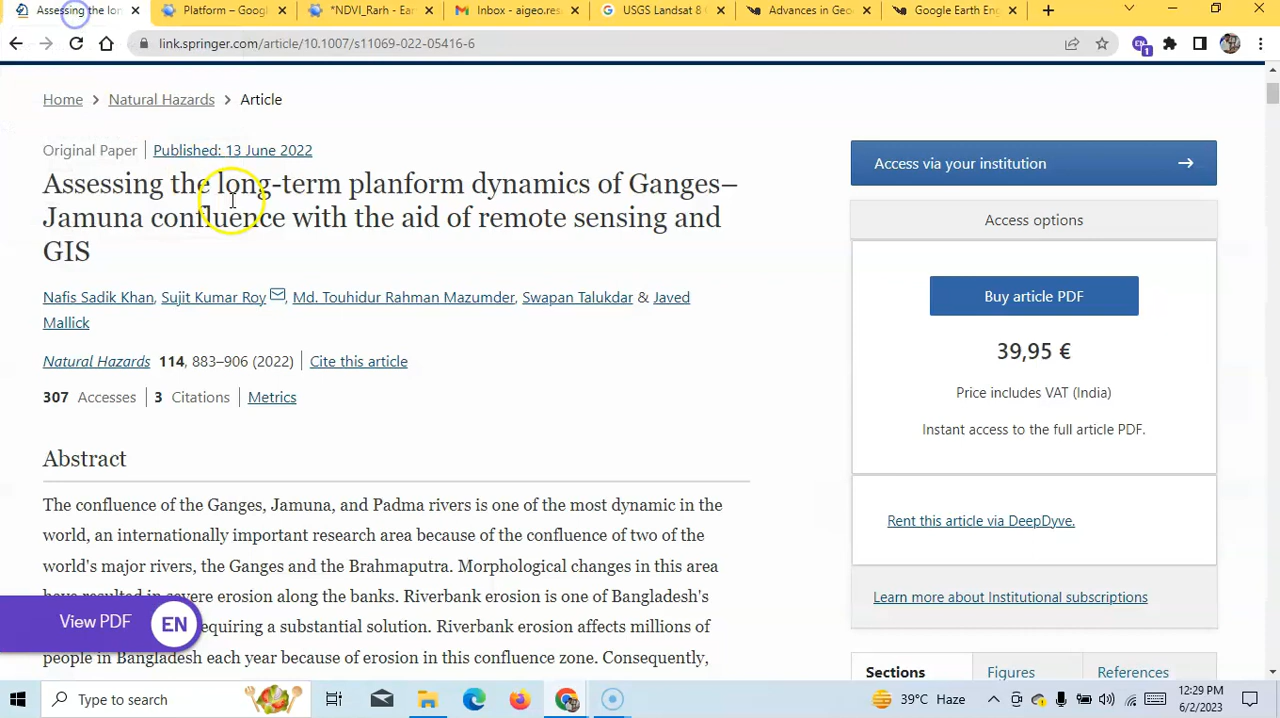 Assessing the lon
Platform – Googl
*NDVI_Rarh - Ear
Inbox - aigeo.res
USGS Landsat 8 
Advances in Geo
Google Earth Eng
link.springer.com/article/10.1007/s11069-022-05416-6
EN
1
Home > Natural Hazards > Article
Original Paper | Published: 13 June 2022
Assessing the long-term planform dynamics of Ganges–
Jamuna confluence with the aid of remote sensing and
GIS
Nafis Sadik Khan, Sujit Kumar Roy, Md. Touhidur Rahman Mazumder, Swapan Talukdar & Javed
Mallick
Natural Hazards 114, 883–906 (2022) | Cite this article
307 Accesses | 3 Citations | Metrics
Abstract
The confluence of the Ganges, Jamuna, and Padma rivers is one of the most dynamic in the
world, an internationally important research area because of the confluence of two of the
world's major rivers, the Ganges and the Brahmaputra. Morphological changes in this area
have resulted in severe erosion along the banks. Riverbank erosion is one of Bangladesh's
requiring a substantial solution. Riverbank erosion affects millions of
people in Bangladesh each year because of erosion in this confluence zone. Consequently,
View PDF EN
Access via your institution →
Access options
Buy article PDF
39,95 €
Price includes VAT (India)
Instant access to the full article PDF.
Rent this article via DeepDyve.
Learn more about Institutional subscriptions
Sections Figures References
Type to search
39°C Haze
12:29 PM
6/2/2023